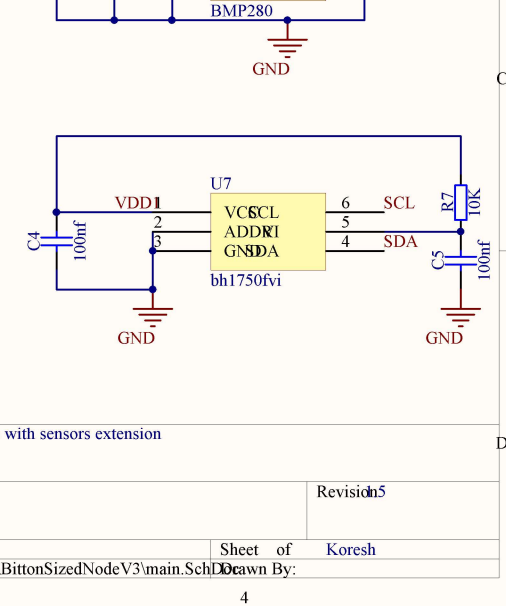 BMP280
GND
C
U7
VDD1 1 VCC SCL 6 SCL
2 ADDR DVI 5
3 GND SDA 4 SDA
bh1750fvi
C4
100nf
R7
10K
C5
100nf
GND
GND
with sensors extension
D
Revision 1.5
Sheet of Koresh
BittonSizedNodeV3\main.SchDoc Drawn By:
4